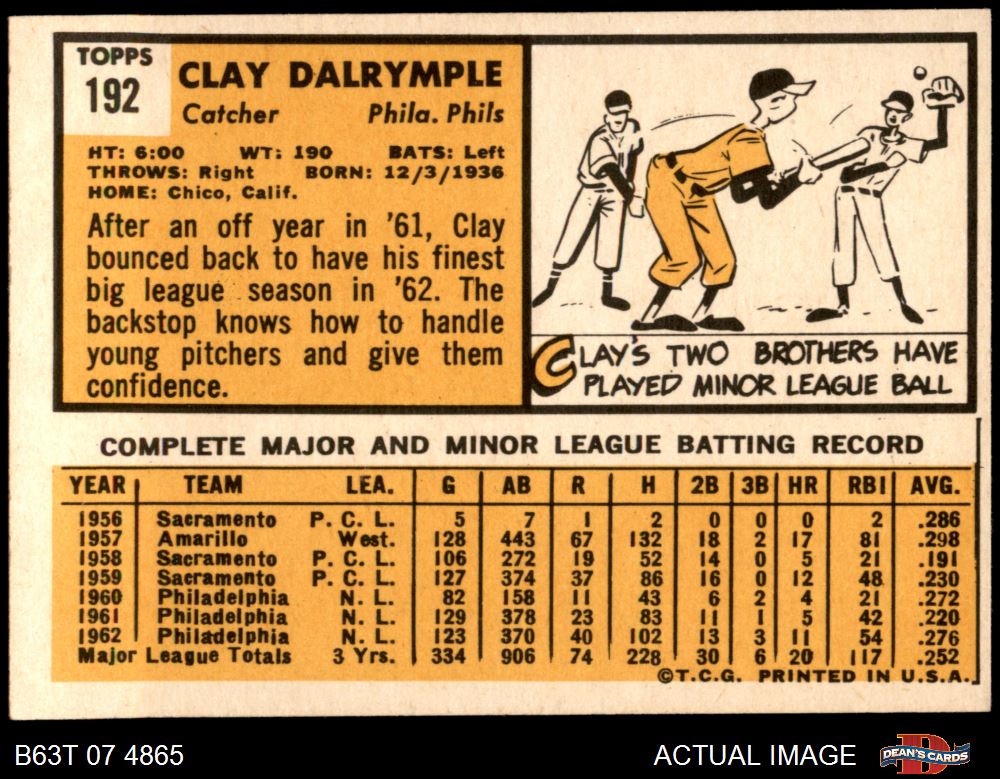 TOPPS
192
CLAY DALRYMPLE
Catcher Phila. Phils
HT: 6:00 WT: 190 BATS: Left
THROWS: Right BORN: 12/3/1936
HOME: Chico, Calif.
After an off year in '61, Clay
bounced back to have his finest
big league season in '62. The
backstop knows how to handle
young pitchers and give them
confidence.
CLAY'S TWO BROTHERS HAVE
PLAYED MINOR LEAGUE BALL
COMPLETE MAJOR AND MINOR LEAGUE BATTING RECORD
YEAR TEAM LEA. G AB R H 2B 3B HR RBI AVG.
1956 Sacramento P. C. L. 5 7 1 2 0 0 0 2 .286
1957 Amarillo West. 128 443 67 132 18 2 17 81 .298
1958 Sacramento P. C. L. 106 272 19 52 14 0 5 21 .191
1959 Sacramento P. C. L. 127 374 37 86 16 0 12 48 .230
1960 Philadelphia N. L. 82 158 11 43 6 2 4 21 .272
1961 Philadelphia N. L. 129 378 23 83 11 1 5 42 .220
1962 Philadelphia N. L. 123 370 40 102 13 3 11 54 .276
Major League Totals 3 Yrs. 334 906 74 228 30 6 20 117 .252
©T.C.G. PRINTED IN U.S.A.
B63T 07 4865 ACTUAL IMAGE DEAN'S CARDS